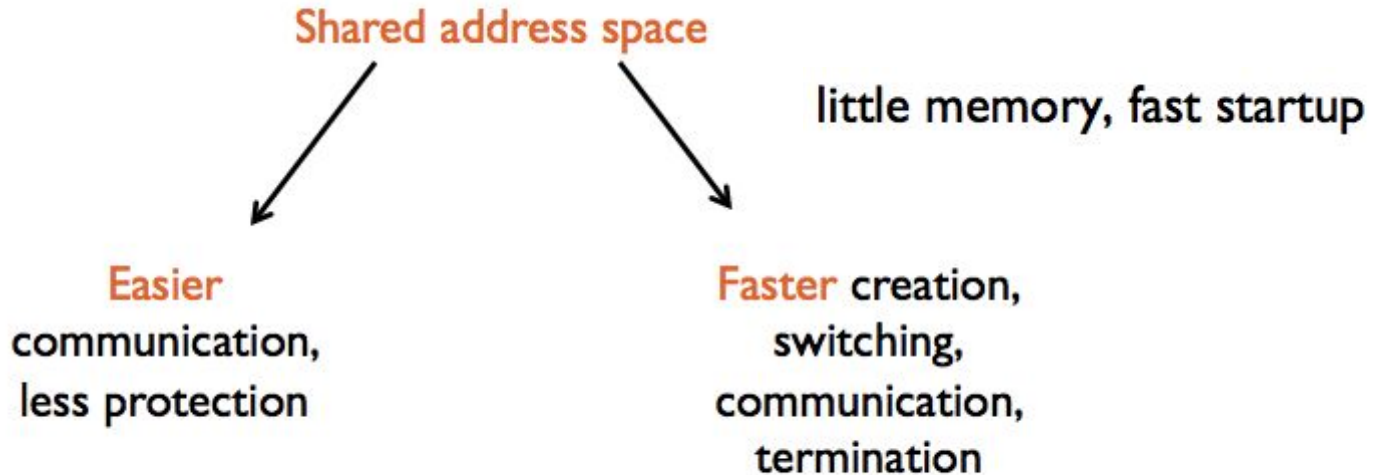 Shared address space
little memory, fast startup
Easier
communication,
less protection
Faster creation,
switching,
communication,
termination